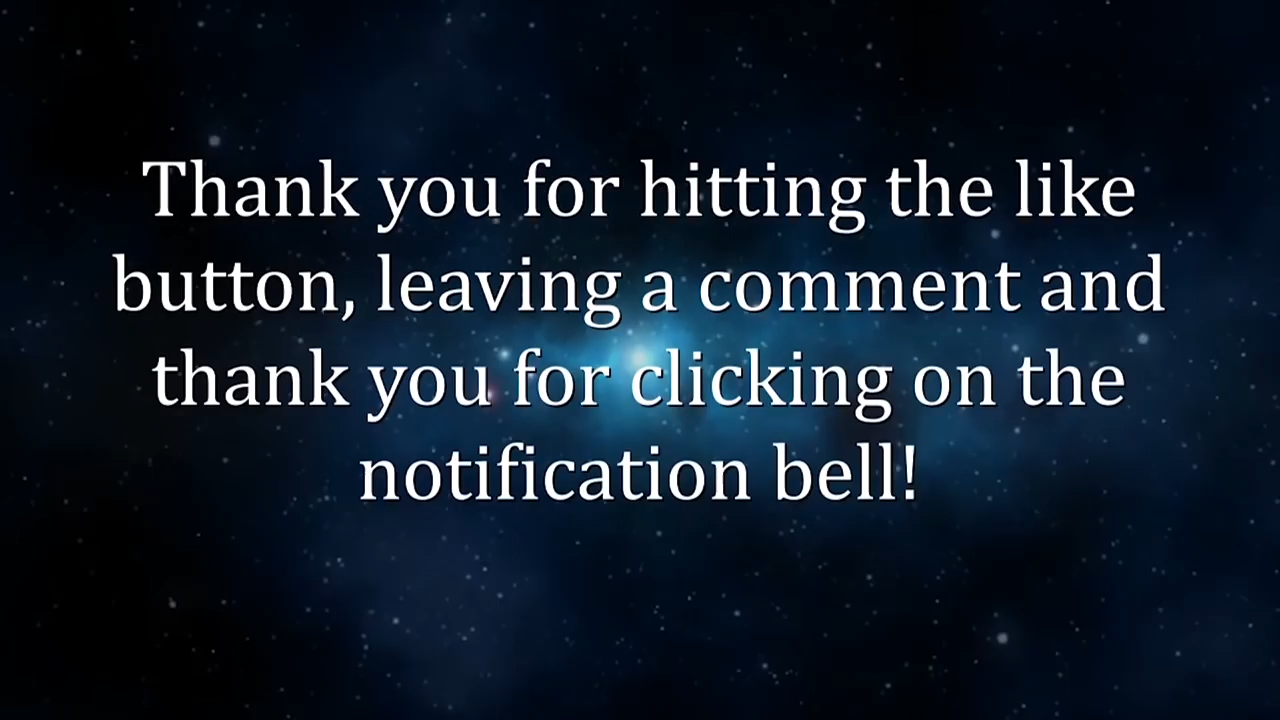 Thank you for hitting the like
button, leaving a comment and
thank you for clicking on the
notification bell!